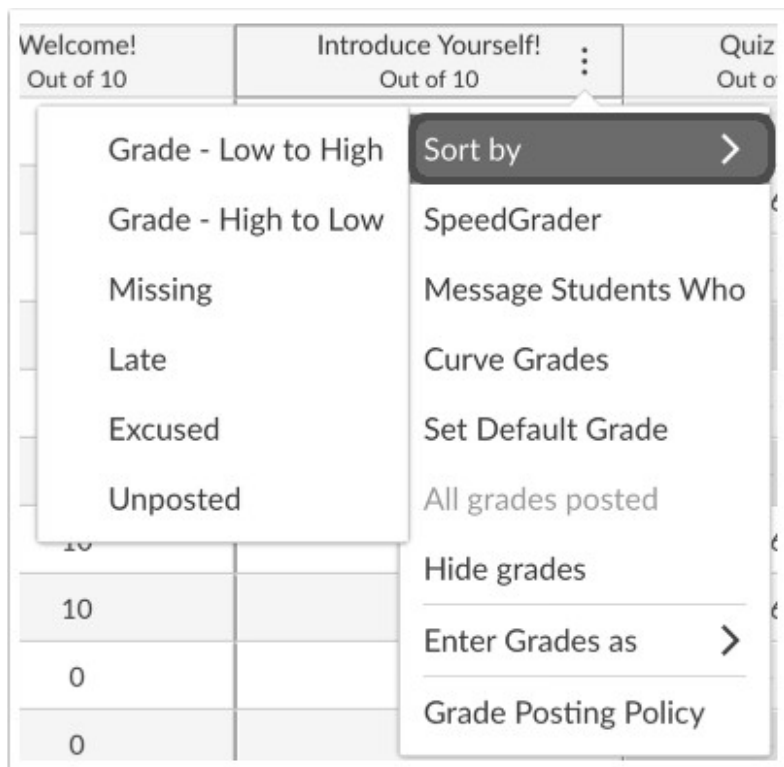 Welcome!
Out of 10
Introduce Yourself!
Out of 10
Quiz
Out o
Grade - Low to High
Grade - High to Low
Missing
Late
Excused
Unposted
Sort by
SpeedGrader
Message Students Who
Curve Grades
Set Default Grade
All grades posted
Hide grades
Enter Grades as
Grade Posting Policy
10
10
0
0